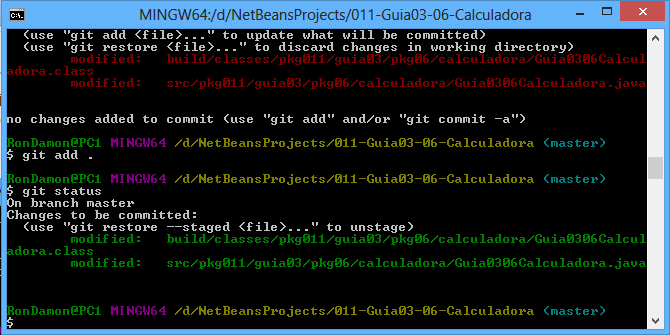 MINGW64:/d/NetBeansProjects/011-Guia03-06-Calculadora
(use "git add <file>..." to update what will be committed)
(use "git restore <file>..." to discard changes in working directory)
modified:   build/classes/pkg011/guia03/pkg06/calculadora/Guia0306Calcul
adora.class
modified:   src/pkg011/guia03/pkg06/calculadora/Guia0306Calculadora.java
no changes added to commit (use "git add" and/or "git commit -a")
RonDamon@PC1 MINGW64 /d/NetBeansProjects/011-Guia03-06-Calculadora (master)
$ git add .
RonDamon@PC1 MINGW64 /d/NetBeansProjects/011-Guia03-06-Calculadora (master)
$ git status
On branch master
Changes to be committed:
(use "git restore --staged <file>..." to unstage)
modified:   build/classes/pkg011/guia03/pkg06/calculadora/Guia0306Calcul
adora.class
modified:   src/pkg011/guia03/pkg06/calculadora/Guia0306Calculadora.java
RonDamon@PC1 MINGW64 /d/NetBeansProjects/011-Guia03-06-Calculadora (master)
$